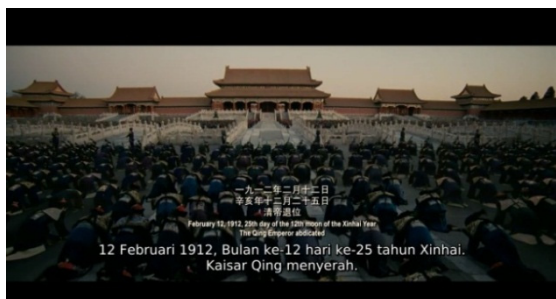 一九一二年二月十二日
辛亥年十二月二十五日
清帝退位
February 12, 1912, 25th day of the 12th moon of the Xinhai Year
The Qing Emperor abdicated
12 Februari 1912, Bulan ke-12 hari ke-25 tahun Xinhai.
Kaisar Qing menyerah.